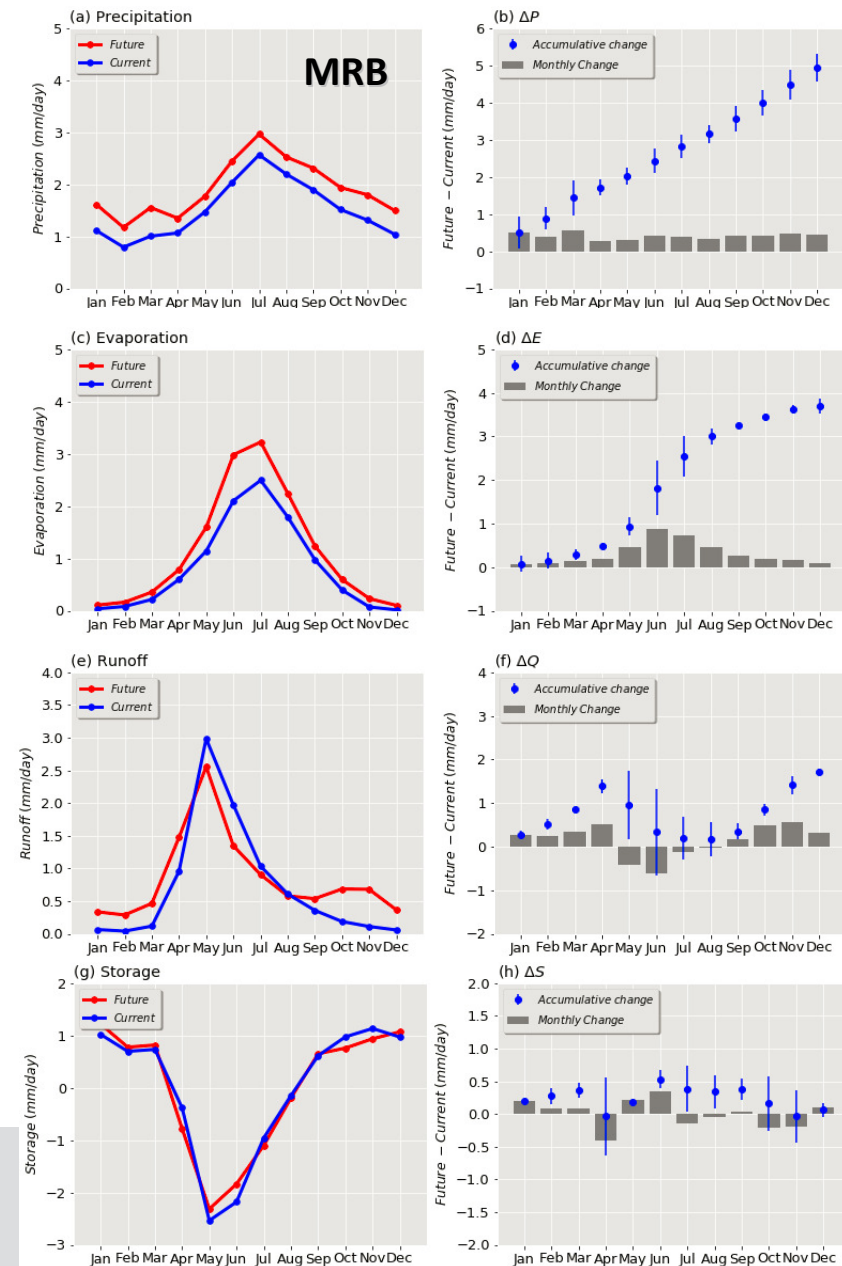 (a) Precipitation
Precipitation (mm/day)
5
4
3
2
1
0
Future
Current
MRB
Jan Feb Mar Apr May Jun Jul Aug Sep Oct Nov Dec
(b) ΔP
Future − Current (mm/day)
6
5
4
3
2
1
0
−1
Accumulative change
Monthly Change
Jan Feb Mar Apr May Jun Jul Aug Sep Oct Nov Dec
(c) Evaporation
Evaporation (mm/day)
5
4
3
2
1
0
Future
Current
Jan Feb Mar Apr May Jun Jul Aug Sep Oct Nov Dec
(d) ΔE
Future − Current (mm/day)
5
4
3
2
1
0
−1
Accumulative change
Monthly Change
Jan Feb Mar Apr May Jun Jul Aug Sep Oct Nov Dec
(e) Runoff
Runoff (mm/day)
4.0
3.5
3.0
2.5
2.0
1.5
1.0
0.5
0.0
Future
Current
Jan Feb Mar Apr May Jun Jul Aug Sep Oct Nov Dec
(f) ΔQ
Future − Current (mm/day)
4
3
2
1
0
−1
−2
Accumulative change
Monthly Change
Jan Feb Mar Apr May Jun Jul Aug Sep Oct Nov Dec
(g) Storage
Storage (mm/day)
2
1
0
−1
−2
−3
Future
Current
Jan Feb Mar Apr May Jun Jul Aug Sep Oct Nov Dec
(h) ΔS
Future − Current (mm/day)
2.0
1.5
1.0
0.5
0.0
−0.5
−1.0
−1.5
−2.0
Accumulative change
Monthly Change
Jan Feb Mar Apr May Jun Jul Aug Sep Oct Nov Dec